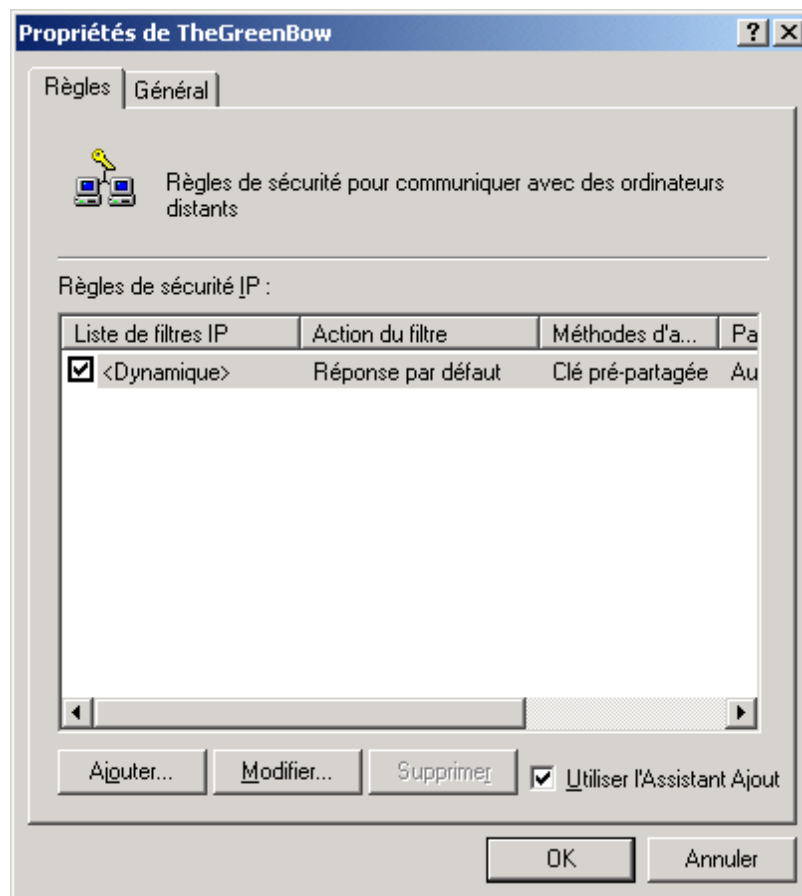 Propriétés de TheGreenBow
Règles
Général
Règles de sécurité pour communiquer avec des ordinateurs
distants
Règles de sécurité IP :
Liste de filtres IP Action du filtre Méthodes d'a... Pa
<Dynamique> Réponse par défaut Clé pré-partagée Au
Ajouter... Modifier... Supprimer Utiliser l'Assistant Ajout
OK Annuler